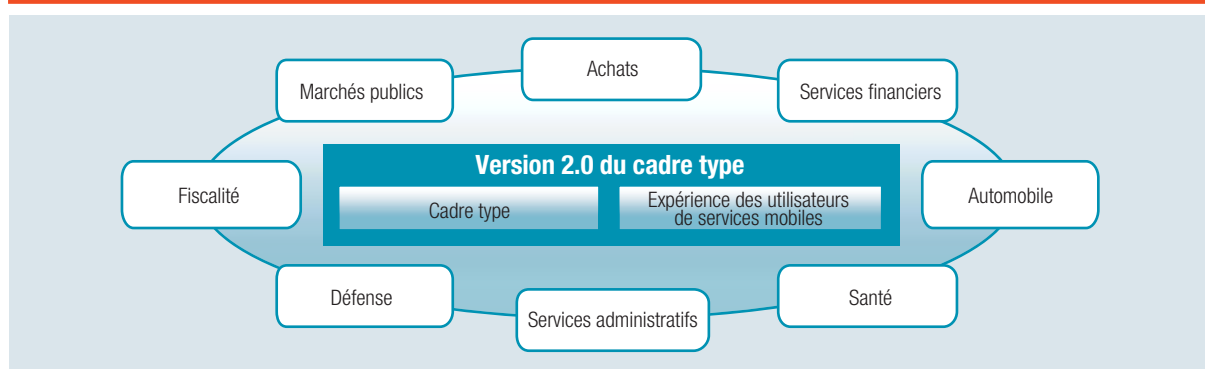 Achats
Marchés publics
Services financiers
Version 2.0 du cadre type
Fiscalité
Cadre type
Expérience des utilisateurs
de services mobiles
Automobile
Défense
Services administratifs
Santé